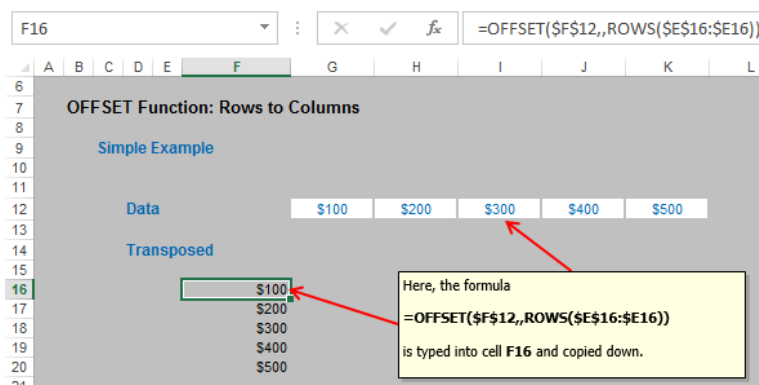 F16 =OFFSET($F$12,,ROWS($E$16:$E16))
A B C D E F G H I J K L
6
7 OFFSET Function: Rows to Columns
8
9 Simple Example
10
11
12 Data $100 $200 $300 $400 $500
13
14 Transposed
15
16 $100
17 $200
18 $300
19 $400
20 $500
Here, the formula
=OFFSET($F$12,,ROWS($E$16:$E16))
is typed into cell F16 and copied down.